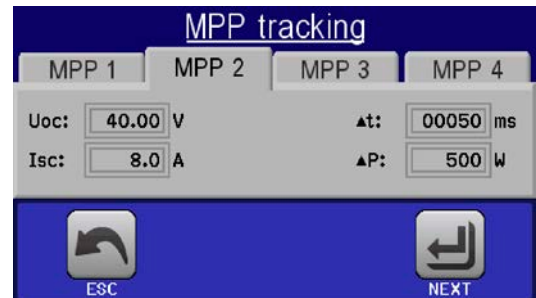 MPP tracking
MPP 1 MPP 2 MPP 3 MPP 4
Uoc: 40.00 V ▲t: 00050 ms
Isc: 8.0 A ▲P: 500 W
ESC NEXT